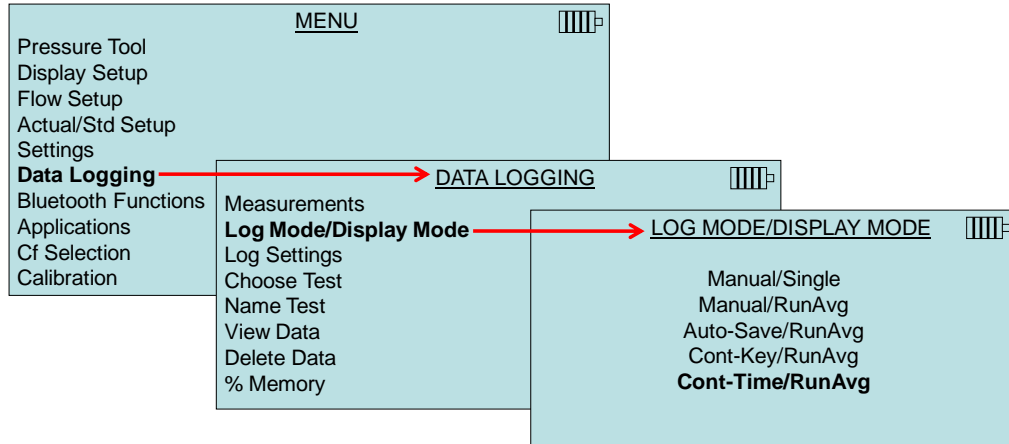 MENU
Pressure Tool
Display Setup
Flow Setup
Actual/Std Setup
Settings
Data Logging
Bluetooth Functions
Applications
Cf Selection
Calibration
DATA LOGGING
Measurements
Log Mode/Display Mode
Log Settings
Choose Test
Name Test
View Data
Delete Data
% Memory
LOG MODE/DISPLAY MODE
Manual/Single
Manual/RunAvg
Auto-Save/RunAvg
Cont-Key/RunAvg
Cont-Time/RunAvg